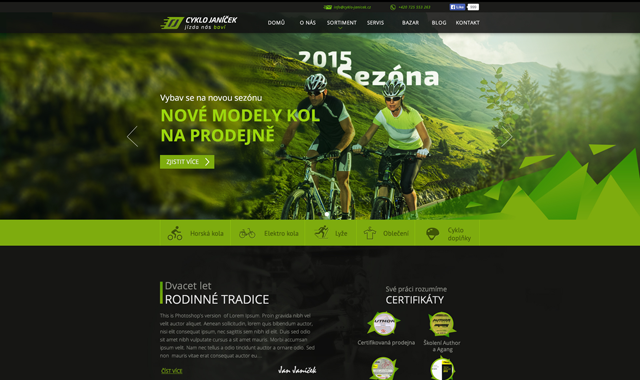 info@cyklo-janicek.cz
Like
CYKLO JANÍČEK
jízda nás baví
DOMŮ
O NÁS
SORTIMENT
SERVIS
BAZAR
BLOG
KONTAKT
2015
Sezóna
Vybav se na novou sezónu
NOVÉ MODELY KOL
NA PRODEJNĚ
ZJISTIT VÍCE
Horská kola
Elektro kola
Lyže
Oblečení
Cyklo
doplňky
Dvacet let
RODINNÉ TRADICE
This is Photoshop's version of Lorem Ipsum. Proin gravida nibh vel
velit auctor aliquet. Aenean sollicitudin, lorem quis bibendum auctor,
nisi elit consequat ipsum, nec sagittis sem nibh id elit. Duis sed odio
sit amet nibh vulputate cursus a sit amet mauris. Morbi accumsan
ipsum velit. Nam nec tellus a odio tincidunt auctor a ornare odio. Sed
non mauris vitae erat consequat auctor eu...
ČÍST VÍCE
Jan Janíček
Své práci rozumíme
CERTIFIKÁTY
AUTHOR
Certifikovaná prodejna
Školení Author
a Agang